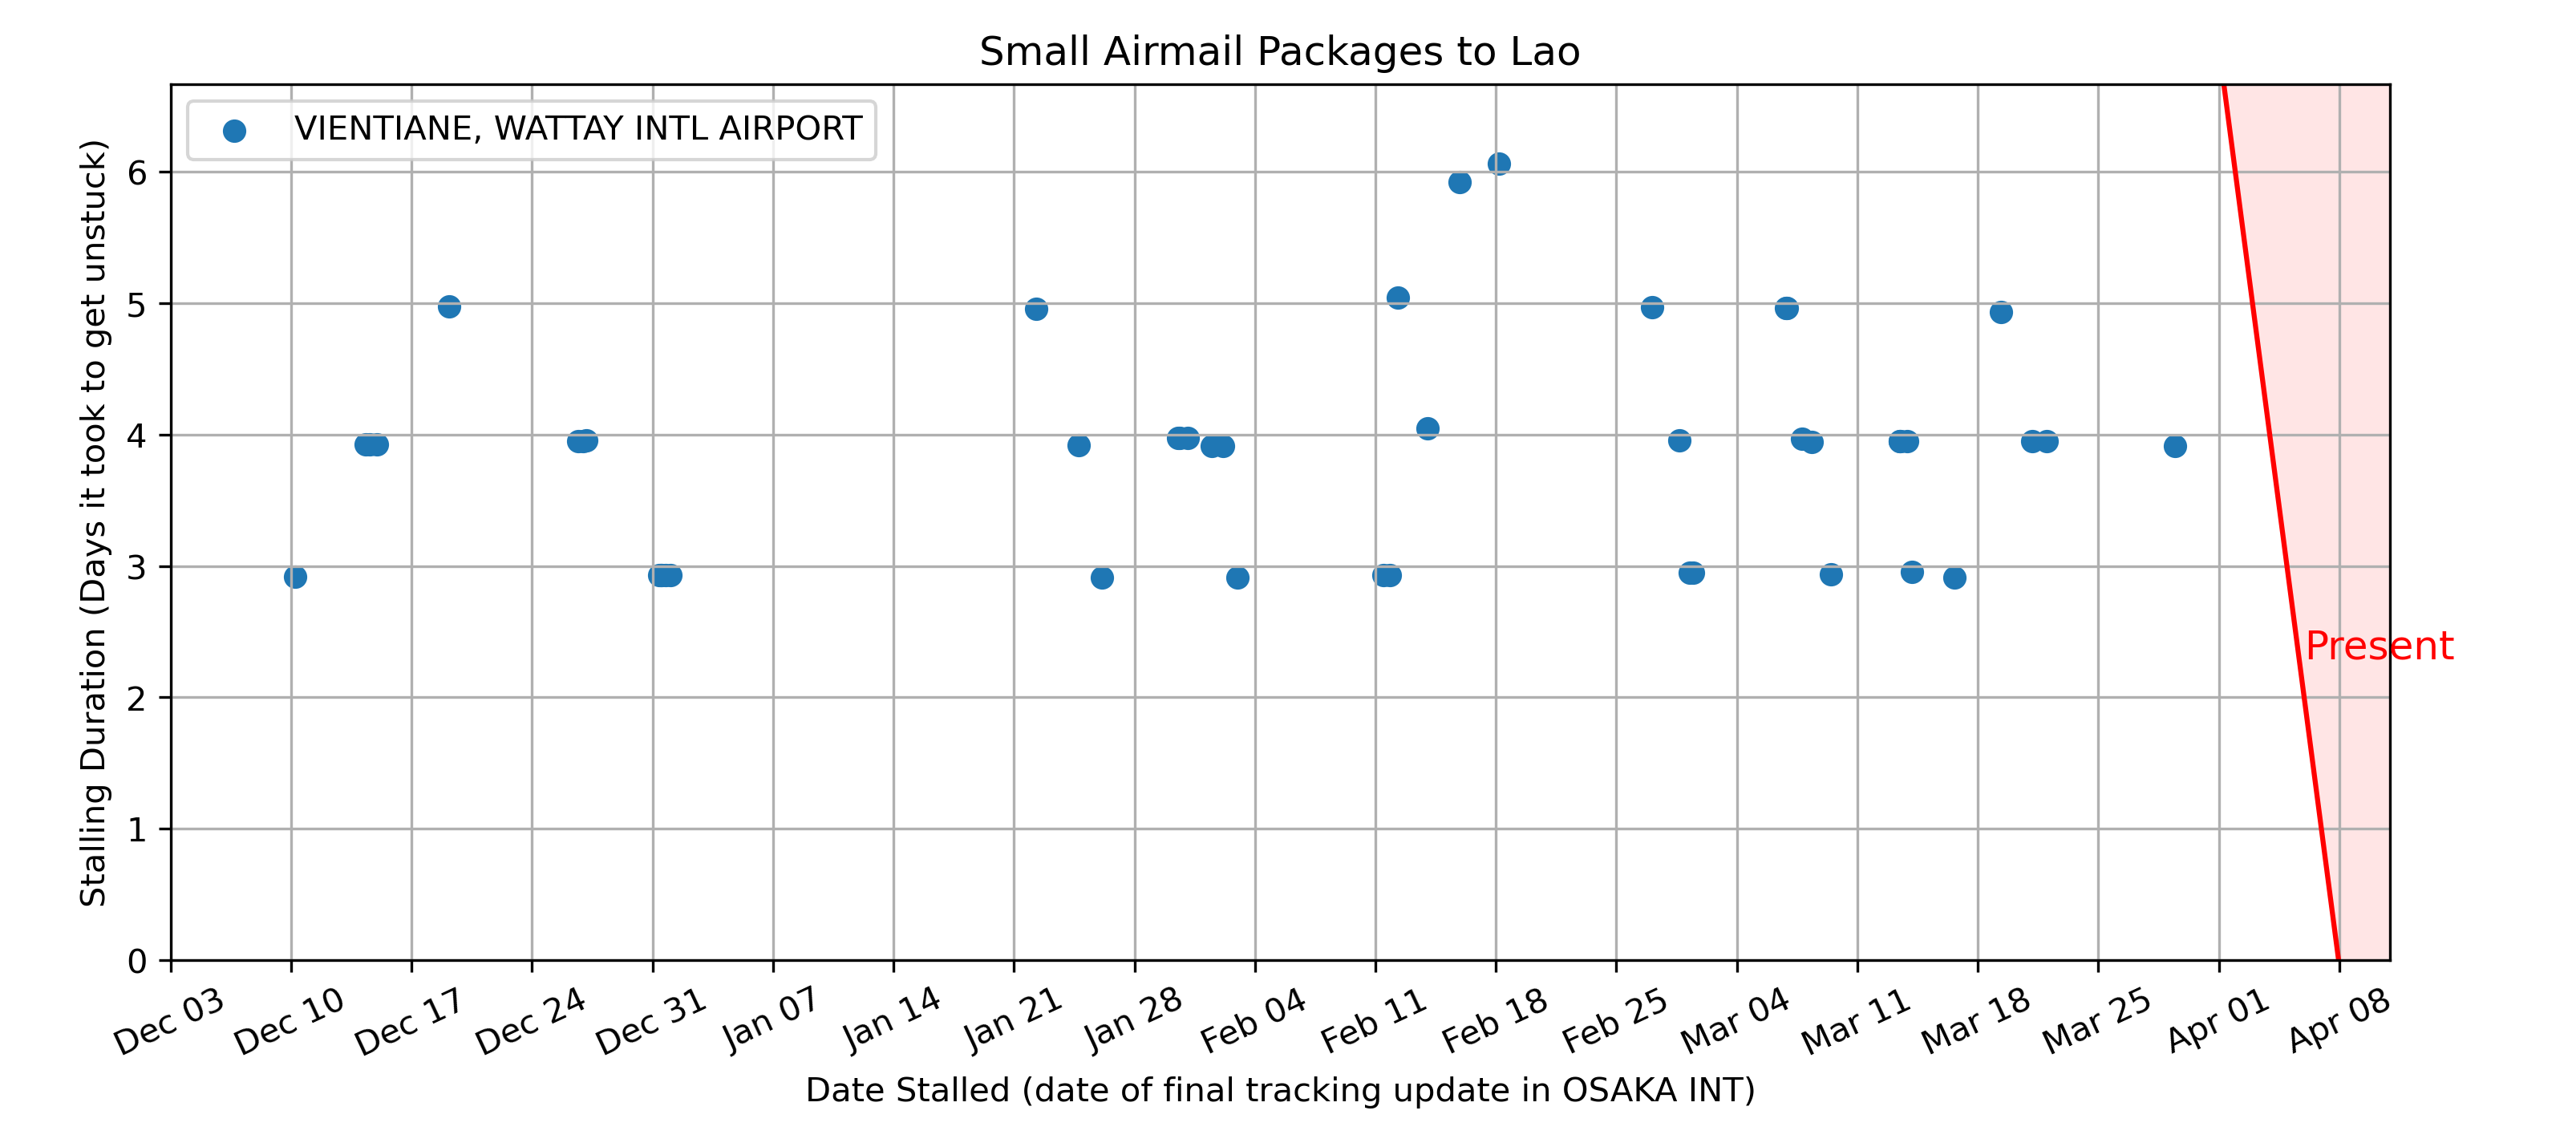 Small Airmail Packages to Lao
VIENTIANE, WATTAY INTL AIRPORT
Stalling Duration (Days it took to get unstuck)
6
5
4
3
2
1
0
Present
Dec 03
Dec 10
Dec 17
Dec 24
Dec 31
Jan 07
Jan 14
Jan 21
Jan 28
Feb 04
Feb 11
Feb 18
Feb 25
Mar 04
Mar 11
Mar 18
Mar 25
Apr 01
Apr 08
Date Stalled (date of final tracking update in OSAKA INT)